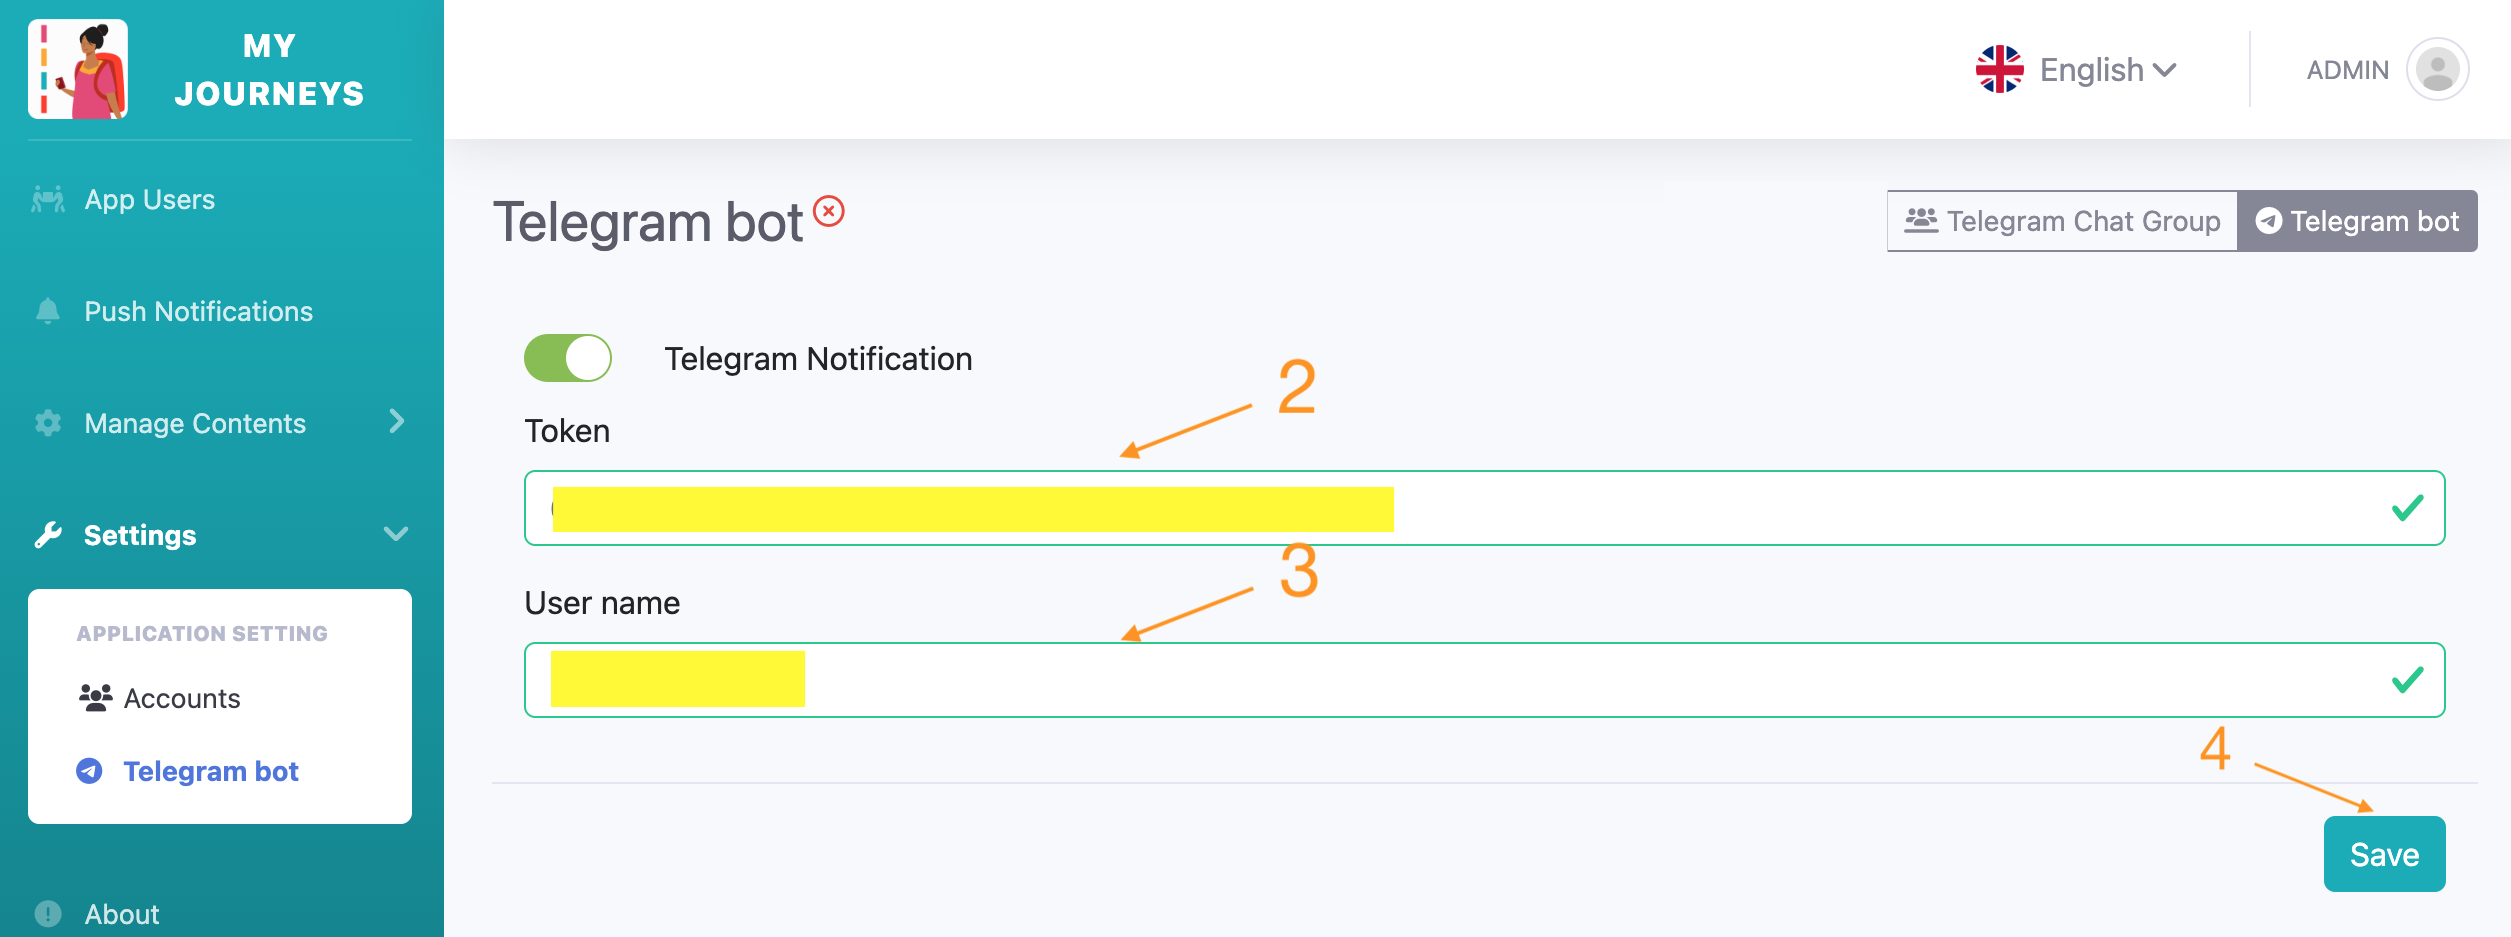 MY
JOURNEYS
English
ADMIN
App Users
Push Notifications
Manage Contents
Settings
APPLICATION SETTING
Accounts
Telegram bot
About
Telegram bot
Telegram Chat Group
Telegram bot
Telegram Notification
2
Token
3
User name
4
Save